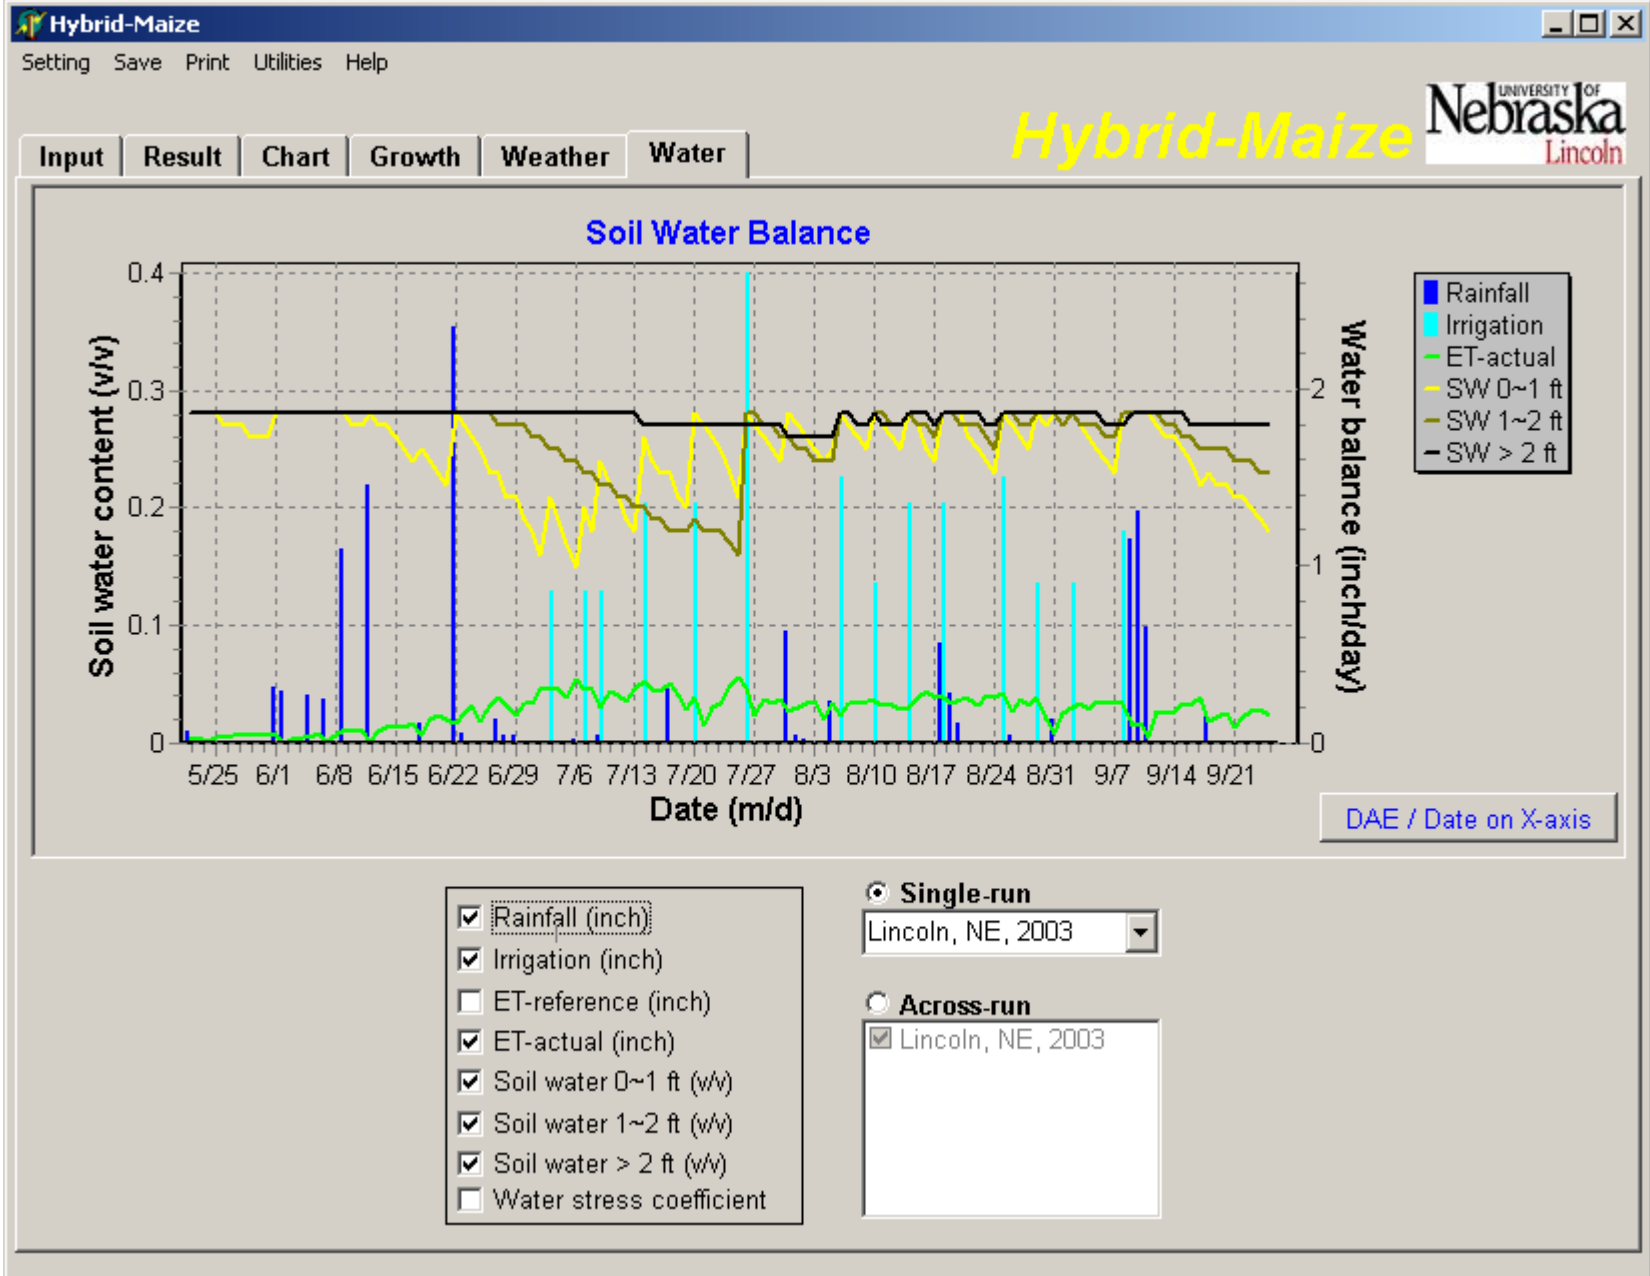 Hybrid-Maize
Setting Save Print Utilities Help
Hybrid-Maize
UNIVERSITY OF
Nebraska
Lincoln
Input Result Chart Growth Weather Water
Soil Water Balance
Soil water content (v/v)
0.4
0.3
0.2
0.1
0
Water balance (inch/day)
2
1
0
Rainfall
Irrigation
ET-actual
SW 0~1 ft
SW 1~2 ft
SW > 2 ft
5/25 6/1 6/8 6/15 6/22 6/29 7/6 7/13 7/20 7/27 8/3 8/10 8/17 8/24 8/31 9/7 9/14 9/21
Date (m/d)
DAE / Date on X-axis
Rainfall (inch)
Irrigation (inch)
ET-reference (inch)
ET-actual (inch)
Soil water 0~1 ft (v/v)
Soil water 1~2 ft (v/v)
Soil water > 2 ft (v/v)
Water stress coefficient
Single-run
Lincoln, NE, 2003
Across-run
Lincoln, NE, 2003